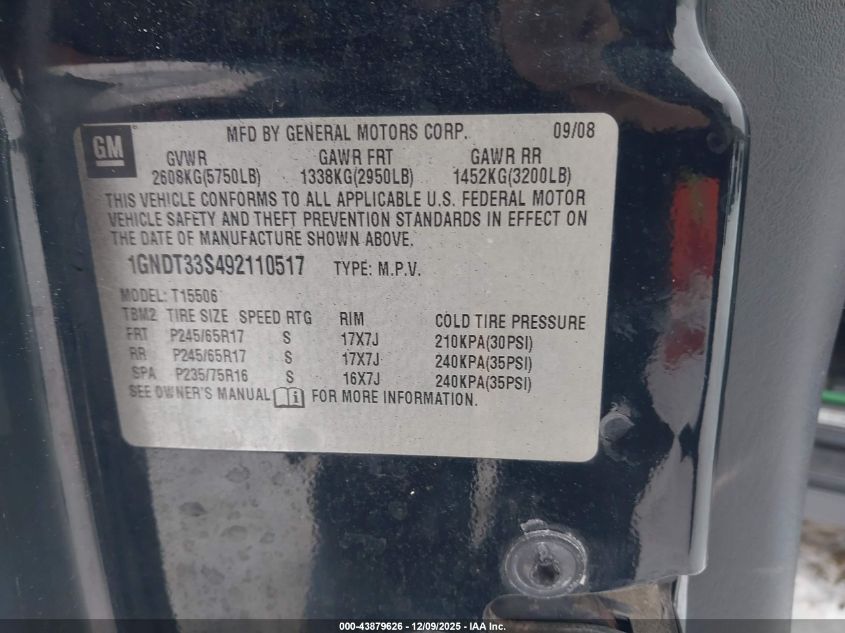 GM
MFD BY GENERAL MOTORS CORP. 09/08
GVWR GAWR FRT GAWR RR
2608KG(5750LB) 1338KG(2950LB) 1452KG(3200LB)
THIS VEHICLE CONFORMS TO ALL APPLICABLE U.S. FEDERAL MOTOR
VEHICLE SAFETY AND THEFT PREVENTION STANDARDS IN EFFECT ON
THE DATE OF MANUFACTURE SHOWN ABOVE.
1GNDT33S492110517 TYPE: M.P.V.
MODEL: T15506
TBM2 TIRE SIZE SPEED RTG RIM COLD TIRE PRESSURE
FRT P245/65R17 S 17X7J 210KPA(30PSI)
RR P245/65R17 S 17X7J 240KPA(35PSI)
SPA P235/75R16 S 16X7J 240KPA(35PSI)
SEE OWNER'S MANUAL FOR MORE INFORMATION.
000-43879626 - 12/09/2025 - www.iaai.com